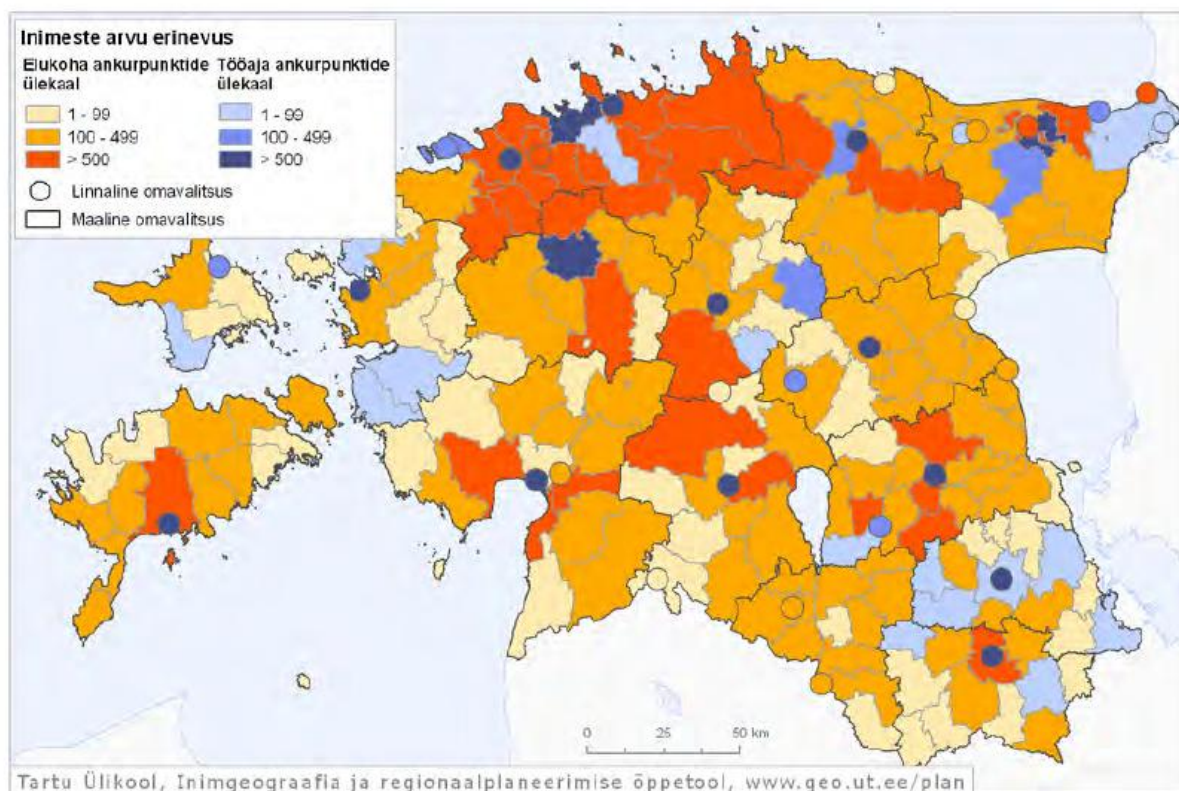 Inimeste arvu erinevus
Elukoha ankurpunktide ülekaal
Tööaja ankurpunktide ülekaal
1 - 99
1 - 99
100 - 499
100 - 499
> 500
> 500
Linnaline omavalitsus
Maaline omavalitsus
0 25 50 km
Tartu Ülikool, Inimgeograafia ja regionaalplaneerimise õppetool, www.geo.ut.ee/plan